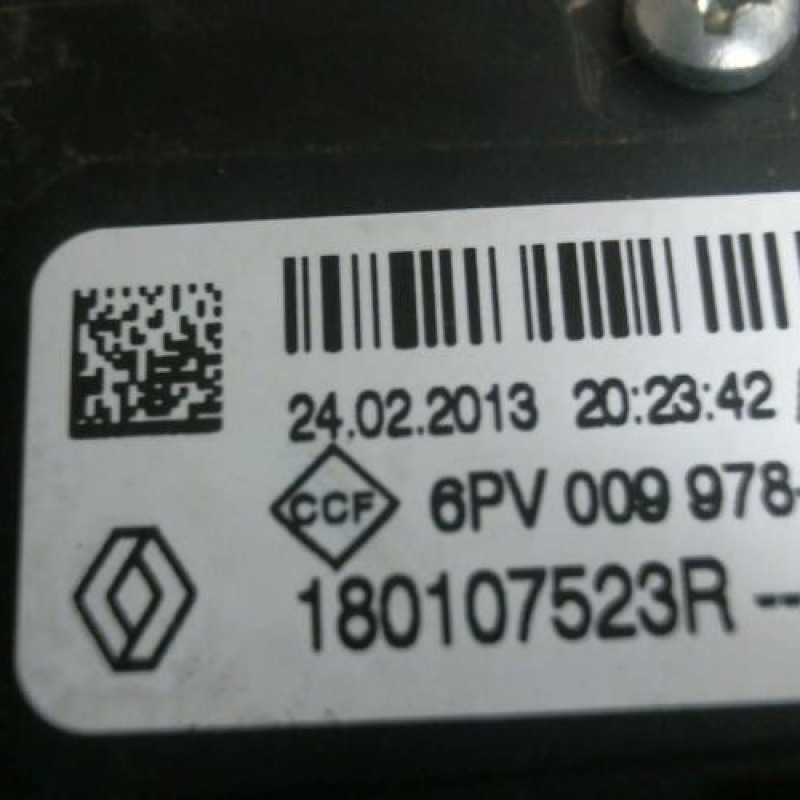 24.02.2013 20:23:42
CCF 6PV 009 978-
180107523R --